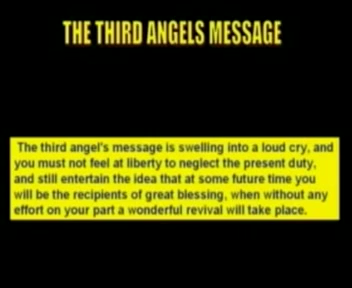 THE THIRD ANGELS MESSAGE
The third angel's message is swelling into a loud cry, and
you must not feel at liberty to neglect the present duty,
and still entertain the idea that at some future time you
will be the recipients of great blessing, when without any
effort on your part a wonderful revival will take place.